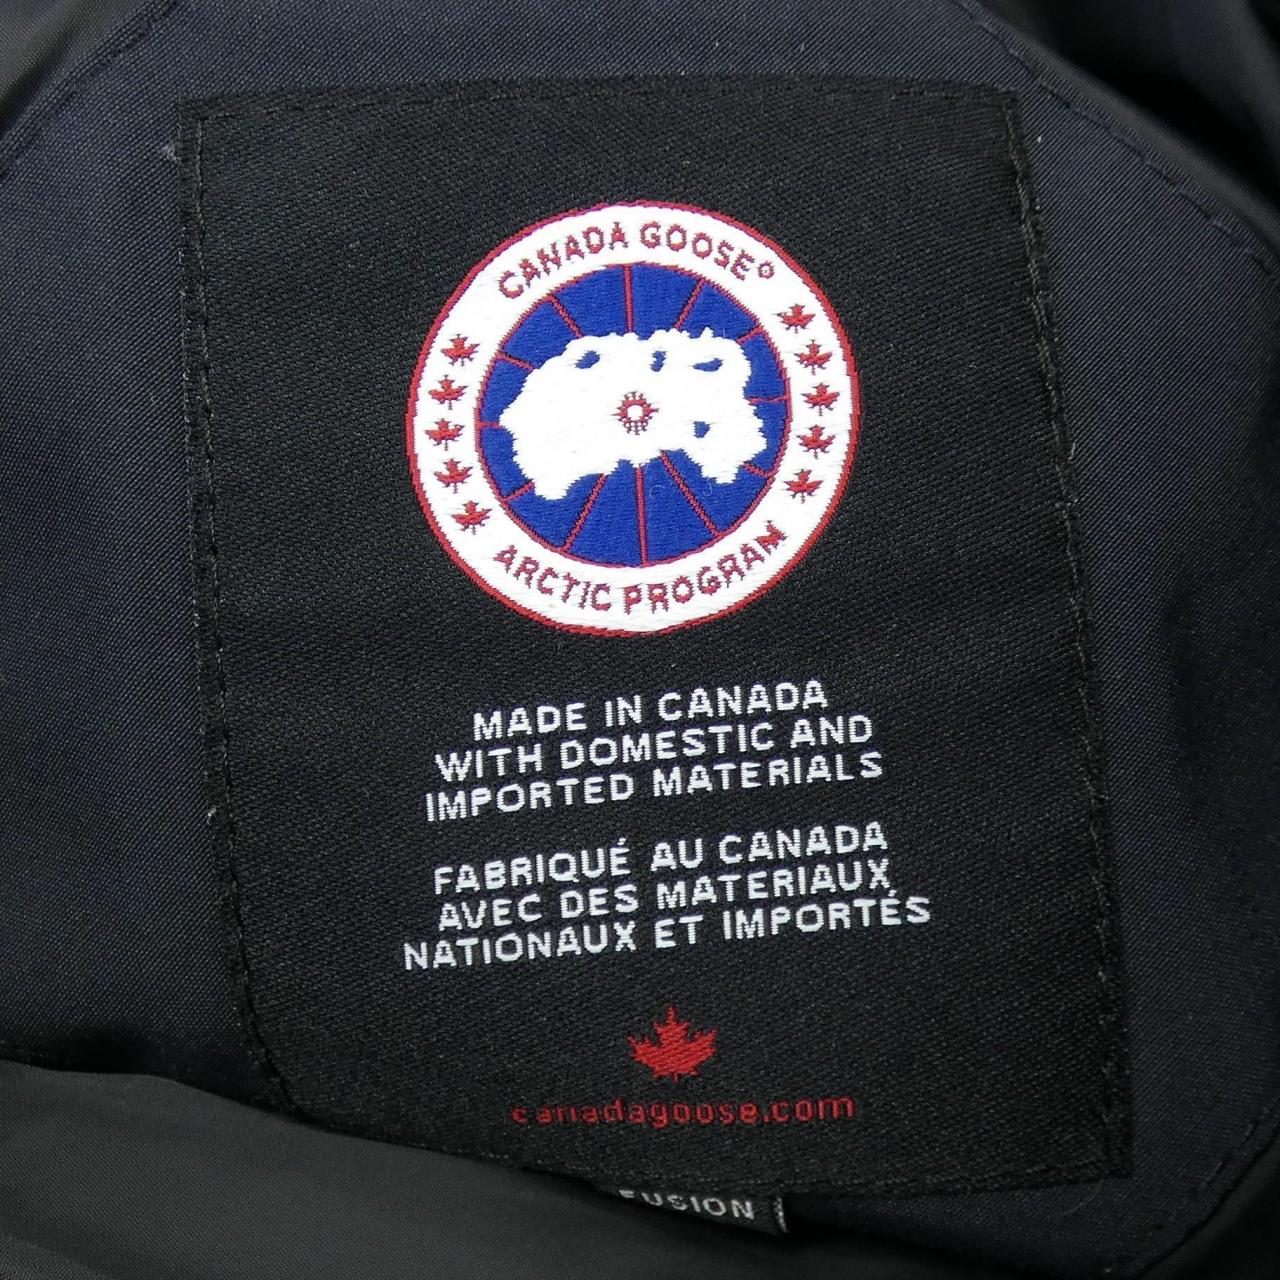 CANADA GOOSE®
ARCTIC PROGRAM
MADE IN CANADA
WITH DOMESTIC AND
IMPORTED MATERIALS
FABRIQUÉ AU CANADA
AVEC DES MATERIAUX
NATIONAUX ET IMPORTÉS
canadagoose.com
FUSION